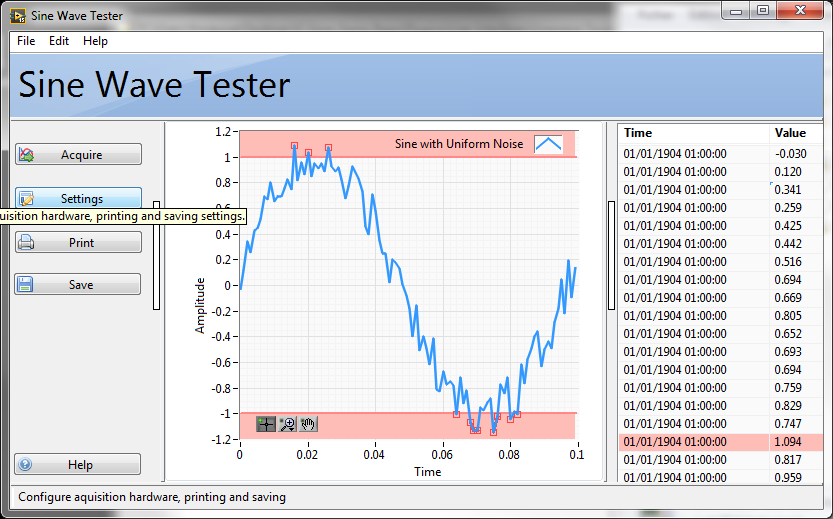 Sine Wave Tester
File Edit Help
Sine Wave Tester
Acquire
Settings
uisition hardware, printing and saving settings.
Print
Save
Help
Sine with Uniform Noise
Amplitude
1.2
1
0.8
0.6
0.4
0.2
0
-0.2
-0.4
-0.6
-0.8
-1
-1.2
0 0.02 0.04 0.06 0.08 0.1
Time
Time Value
01/01/1904 01:00:00 -0.030
01/01/1904 01:00:00 0.120
01/01/1904 01:00:00 0.341
01/01/1904 01:00:00 0.259
01/01/1904 01:00:00 0.425
01/01/1904 01:00:00 0.442
01/01/1904 01:00:00 0.516
01/01/1904 01:00:00 0.694
01/01/1904 01:00:00 0.669
01/01/1904 01:00:00 0.805
01/01/1904 01:00:00 0.652
01/01/1904 01:00:00 0.693
01/01/1904 01:00:00 0.694
01/01/1904 01:00:00 0.759
01/01/1904 01:00:00 0.829
01/01/1904 01:00:00 0.747
01/01/1904 01:00:00 1.094
01/01/1904 01:00:00 0.817
01/01/1904 01:00:00 0.959
Configure aquisition hardware, printing and saving